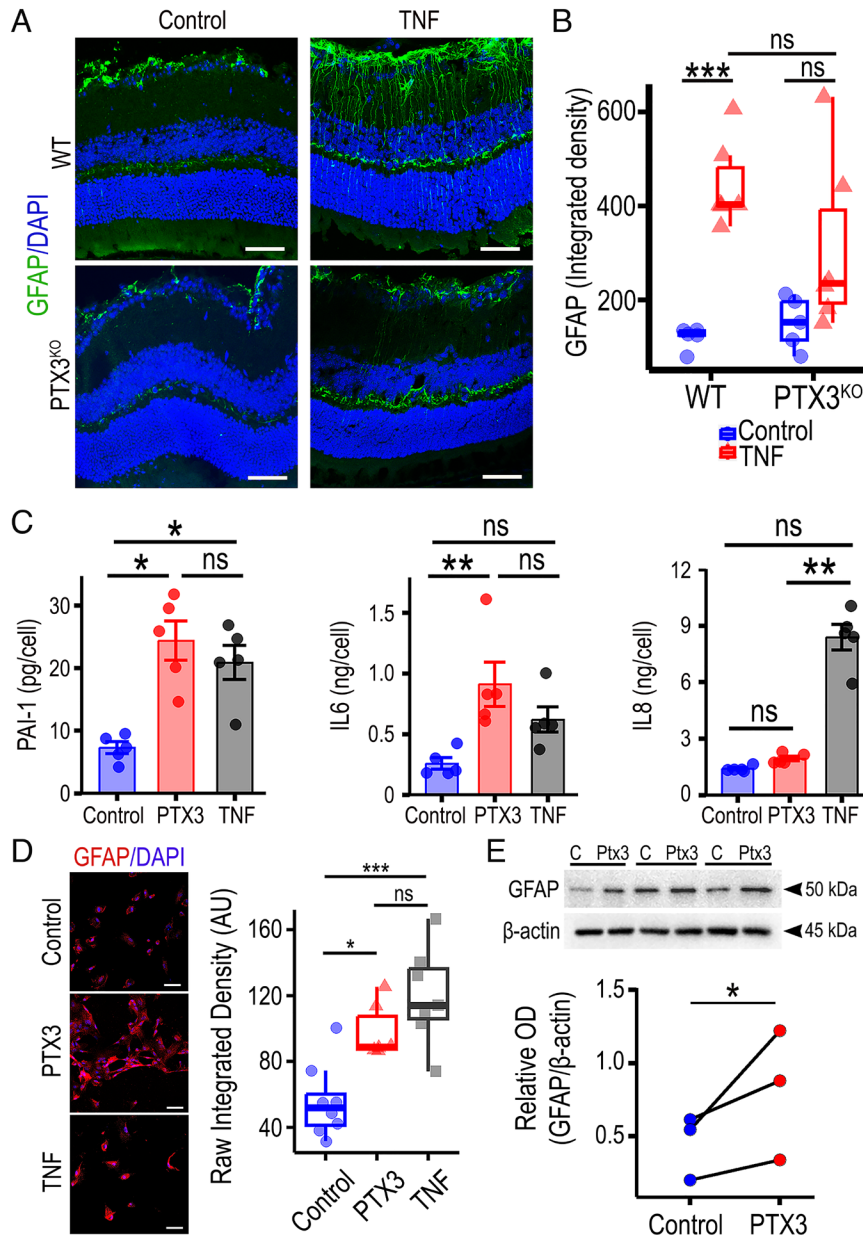 A
Control
TNF
WT
PTX3KO
GFAP/DAPI
B
ns
***
ns
600
400
200
GFAP (Integrated density)
WT
PTX3KO
Control
TNF
C
*
*
ns
30
20
10
0
PAI-1 (pg/cell)
Control
PTX3
TNF
ns
**
ns
1.5
1.0
0.5
0
IL6 (ng/cell)
Control
PTX3
TNF
ns
**
ns
12
9
6
3
0
IL8 (ng/cell)
Control
PTX3
TNF
D
GFAP/DAPI
Control
PTX3
TNF
***
ns
*
160
120
80
40
Raw Integrated Density (AU)
Control
PTX3
TNF
E
C Ptx3 C Ptx3 C Ptx3
GFAP
50 kDa
β-actin
45 kDa
*
1.5
1.0
0.5
Relative OD
(GFAP/β-actin)
Control
PTX3